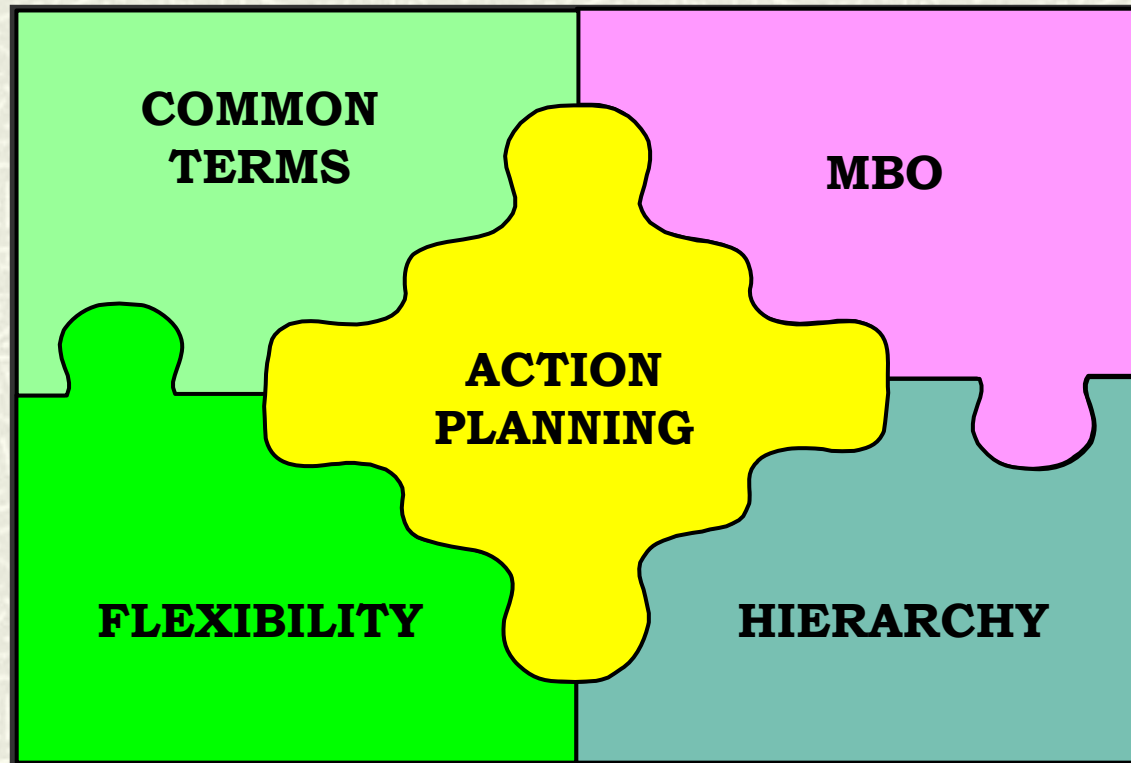 COMMON
TERMS
MBO
ACTION
PLANNING
FLEXIBILITY
HIERARCHY